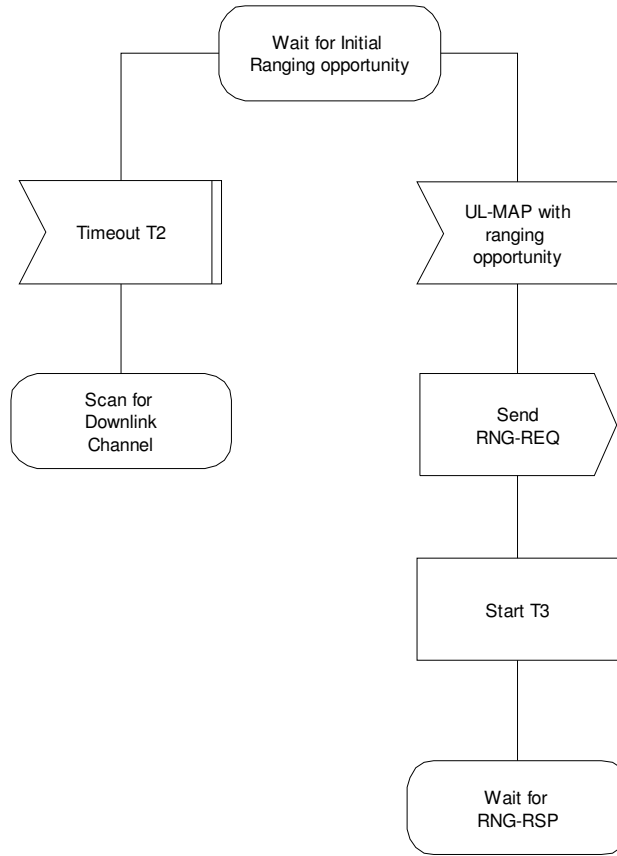 Wait for Initial
Ranging opportunity
Timeout T2
UL-MAP with
ranging
opportunity
Scan for
Downlink
Channel
Send
RNG-REQ
Start T3
Wait for
RNG-RSP